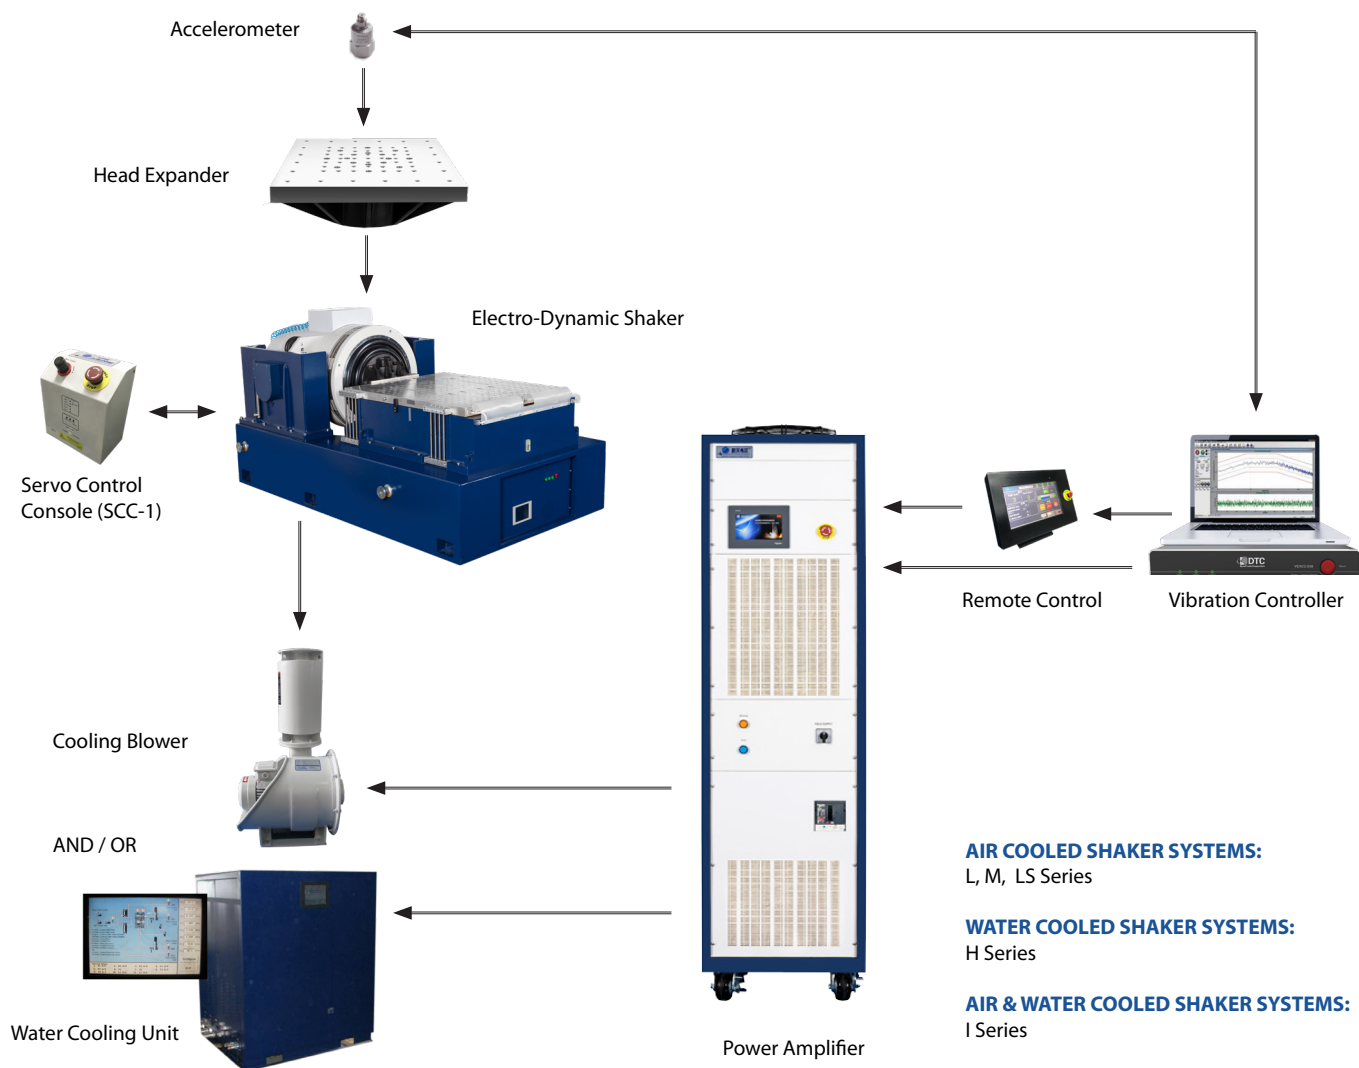 Accelerometer
Head Expander
Electro-Dynamic Shaker
Servo Control
Console (SCC-1)
DTC
Remote Control
Vibration Controller
Cooling Blower
AND / OR
Water Cooling Unit
Power Amplifier
AIR COOLED SHAKER SYSTEMS:
L, M, LS Series
WATER COOLED SHAKER SYSTEMS:
H Series
AIR & WATER COOLED SHAKER SYSTEMS:
I Series